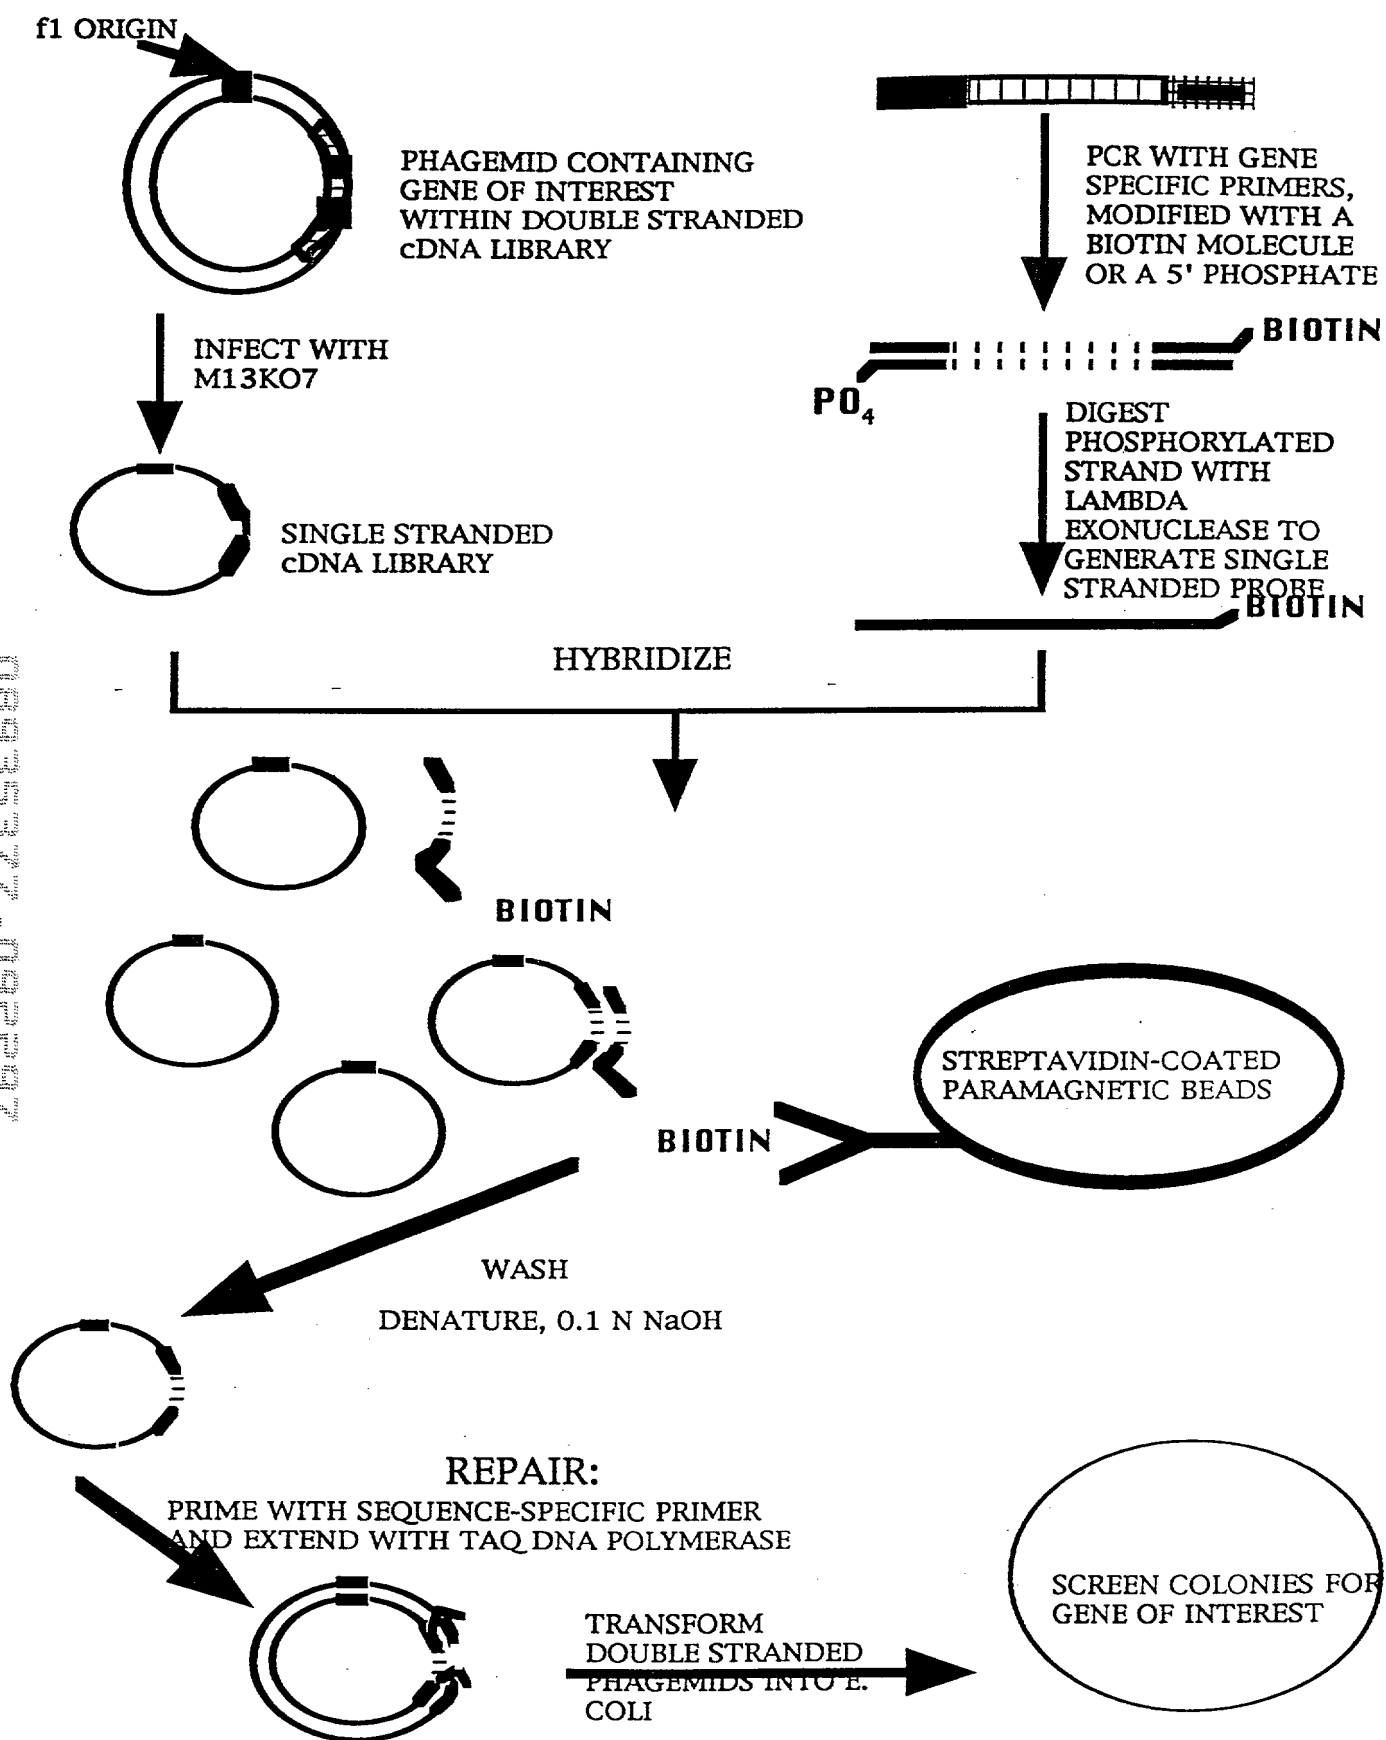 f1 ORIGIN
PHAGEMID CONTAINING
GENE OF INTEREST
WITHIN DOUBLE STRANDED
cDNA LIBRARY
PCR WITH GENE
SPECIFIC PRIMERS,
MODIFIED WITH A
BIOTIN MOLECULE
OR A 5' PHOSPHATE
INFECT WITH
M13KO7
BIOTIN
PO4
DIGEST
PHOSPHORYLATED
STRAND WITH
LAMBDA
EXONUCLEASE TO
GENERATE SINGLE
STRANDED PROBE
BIOTIN
SINGLE STRANDED
cDNA LIBRARY
HYBRIDIZE
BIOTIN
STREPTAVIDIN-COATED
PARAMAGNETIC BEADS
BIOTIN
WASH
DENATURE, 0.1 N NaOH
REPAIR:
PRIME WITH SEQUENCE-SPECIFIC PRIMER
AND EXTEND WITH TAQ DNA POLYMERASE
TRANSFORM
DOUBLE STRANDED
PHAGEMIDS INTO E.
COLI
SCREEN COLONIES FOR
GENE OF INTEREST